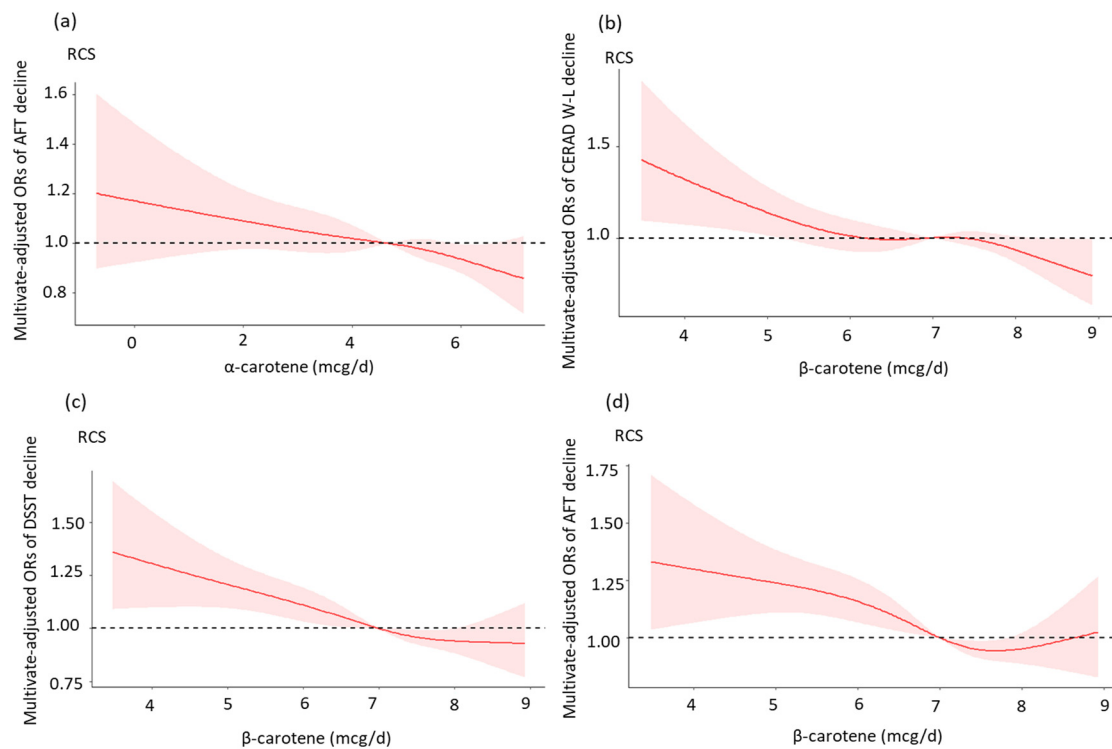 (a)
RCS
Multivate-adjusted ORs of AFT decline
1.6
1.4
1.2
1.0
0.8
0
2
4
6
α-carotene (mcg/d)
(b)
RCS
Multivate-adjusted ORs of CERAD W-L decline
1.5
1.0
4
5
6
7
8
9
β-carotene (mcg/d)
(c)
RCS
Multivate-adjusted ORs of DSST decline
1.50
1.25
1.00
0.75
4
5
6
7
8
9
β-carotene (mcg/d)
(d)
RCS
Multivate-adjusted ORs of AFT decline
1.75
1.50
1.25
1.00
4
5
6
7
8
9
β-carotene (mcg/d)